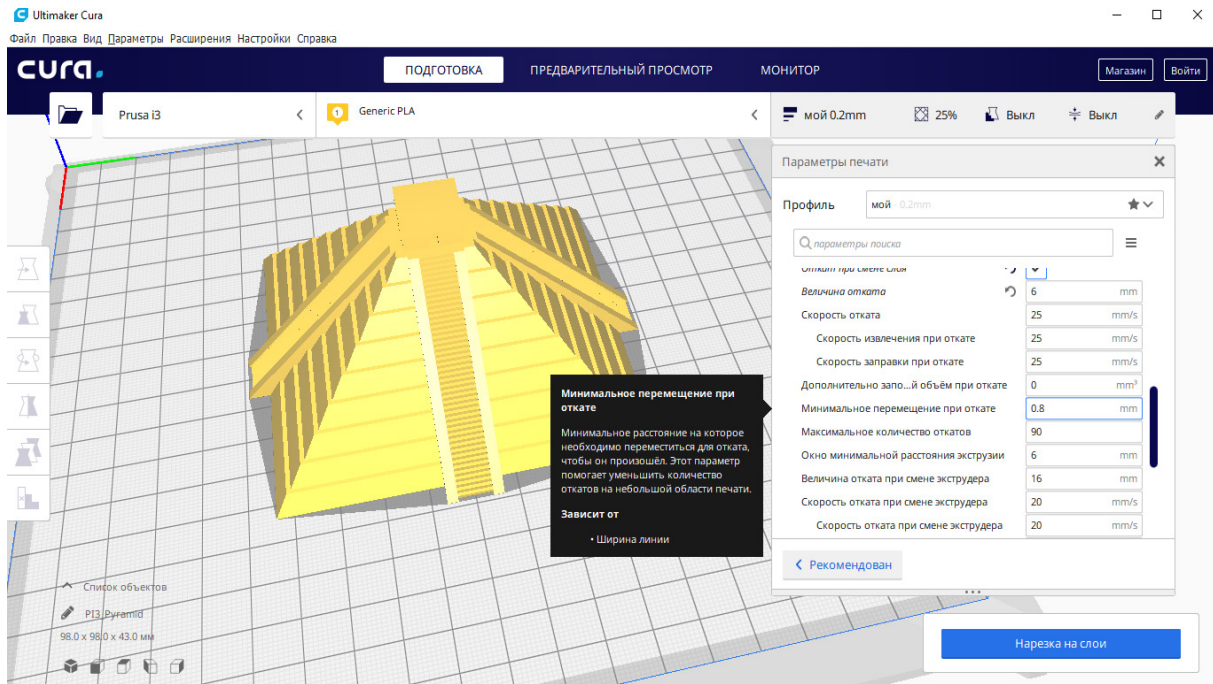 Ultimaker Cura
Файл Правка Вид Параметры Расширения Настройки Справка
cura.
ПОДГОТОВКА
ПРЕДВАРИТЕЛЬНЫЙ ПРОСМОТР
МОНИТОР
Магазин
Войти
Prusa i3
1
Generic PLA
мой 0.2mm
25%
Выкл
Выкл
Параметры печати
Профиль
мой 0.2mm
параметры поиска
Откат при смене слоя
Величина отката 6 mm
Скорость отката 25 mm/s
Скорость извлечения при откате 25 mm/s
Скорость заправки при откате 25 mm/s
Дополнительно запо...й объём при откате 0 mm³
Минимальное перемещение при откате 0.8 mm
Максимальное количество откатов 90
Окно минимальной расстояния экструзии 6 mm
Величина отката при смене экструдера 16 mm
Скорость отката при смене экструдера 20 mm/s
Скорость отката при смене экструдера 20 mm/s
Рекомендован
Минимальное перемещение при
откате
Минимальное расстояние на которое
необходимо переместиться для отката,
чтобы он произошёл. Этот параметр
помогает уменьшить количество
откатов на небольшой области печати.
Зависит от
• Ширина линии
Список объектов
PI3_Pyramid
98.0 x 98.0 x 43.0 мм
Нарезка на слои